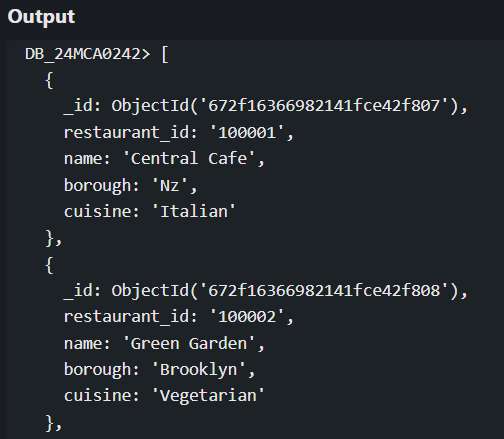 Output
DB_24MCA0242> [
{
_id: ObjectId('672f16366982141fce42f807'),
restaurant_id: '100001',
name: 'Central Cafe',
borough: 'Nz',
cuisine: 'Italian'
},
{
_id: ObjectId('672f16366982141fce42f808'),
restaurant_id: '100002',
name: 'Green Garden',
borough: 'Brooklyn',
cuisine: 'Vegetarian'
},